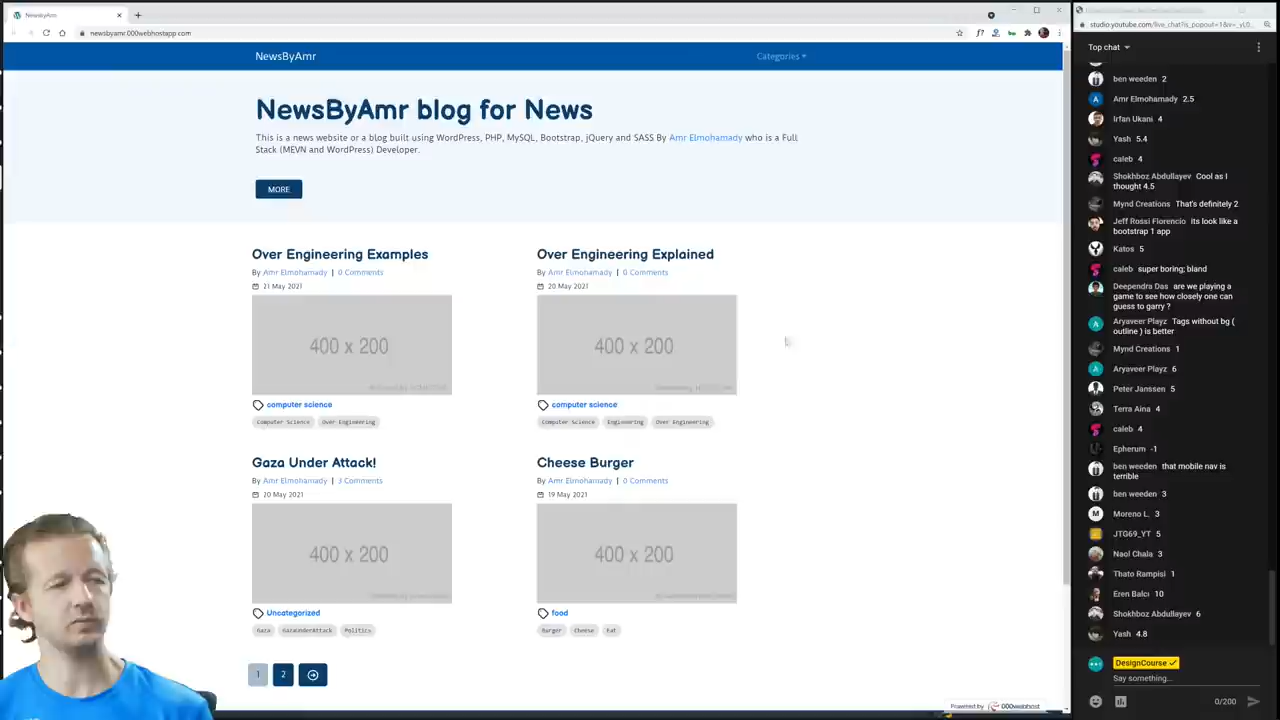 NewsbyAmr
newsbyamr.000webhostapp.com
NewsByAmr
Categories
NewsByAmr blog for News
This is a news website or a blog built using WordPress, PHP, MySQL, Bootstrap, jQuery and SASS By Amr Elmohamady who is a Full
Stack (MEVN and WordPress) Developer.
MORE
Over Engineering Examples
By Amr Elmohamady | 0 Comments
21 May 2021
400 x 200
computer science
Computer Science Over Engineering
Over Engineering Explained
By Amr Elmohamady | 0 Comments
20 May 2021
400 x 200
computer science
Computer Science Engineering Over Engineering
Gaza Under Attack!
By Amr Elmohamady | 3 Comments
20 May 2021
400 x 200
Uncategorized
Gaza GazaUnderAttack Politics
Cheese Burger
By Amr Elmohamady | 0 Comments
19 May 2021
400 x 200
food
Burger Cheese Eat
1 2
Powered by 000webhost
Top chat
ben weeden 2
Amr Elmohamady 2.5
Irfan Ukani 4
Yash 5.4
caleb 4
Shokhboz Abdullayev Cool as I
thought 4.5
Mynd Creations That's definitely 2
Jeff Rossi Florencio its look like a
bootstrap 1 app
Katos 5
caleb super boring; bland
Deependra Das are we playing a
game to see how closely one can
guess to garry ?
Aryaveer Playz Tags without bg (
outline ) is better
Mynd Creations 1
Aryaveer Playz 6
Peter Janssen 5
Terra Aina 4
caleb 4
Epherum -1
ben weeden that mobile nav is
terrible
ben weeden 3
Moreno L. 3
JTG69_YT 5
Naol Chala 3
Thato Rampisi 1
Eren Balcı 10
Shokhboz Abdullayev 6
Yash 4.8
DesignCourse
Say something...
0/200